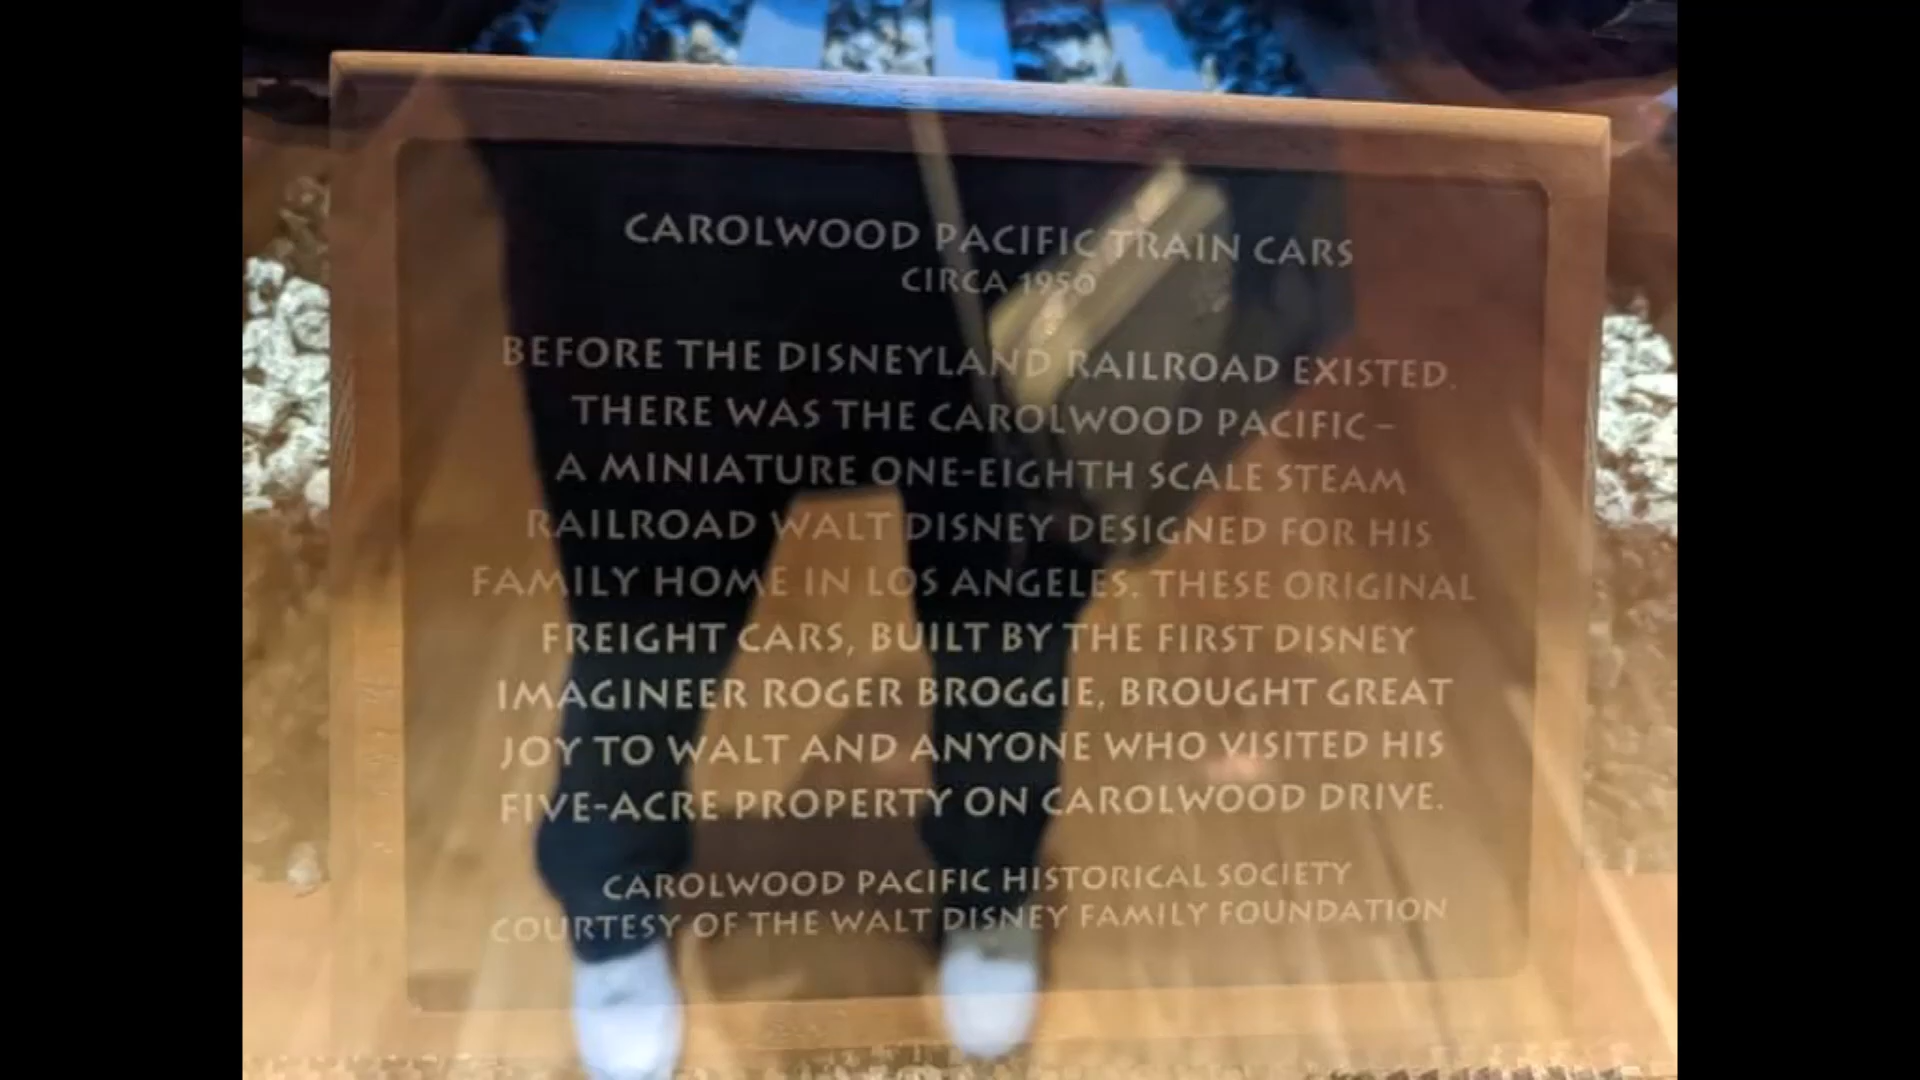 CAROLWOOD PACIFIC TRAIN CARS
CIRCA 1950
BEFORE THE DISNEYLAND RAILROAD EXISTED.
THERE WAS THE CAROLWOOD PACIFIC–
A MINIATURE ONE-EIGHTH SCALE STEAM
RAILROAD WALT DISNEY DESIGNED FOR HIS
FAMILY HOME IN LOS ANGELES. THESE ORIGINAL
FREIGHT CARS, BUILT BY THE FIRST DISNEY
IMAGINEER ROGER BROGGIE, BROUGHT GREAT
JOY TO WALT AND ANYONE WHO VISITED HIS
FIVE-ACRE PROPERTY ON CAROLWOOD DRIVE.
CAROLWOOD PACIFIC HISTORICAL SOCIETY
COURTESY OF THE WALT DISNEY FAMILY FOUNDATION